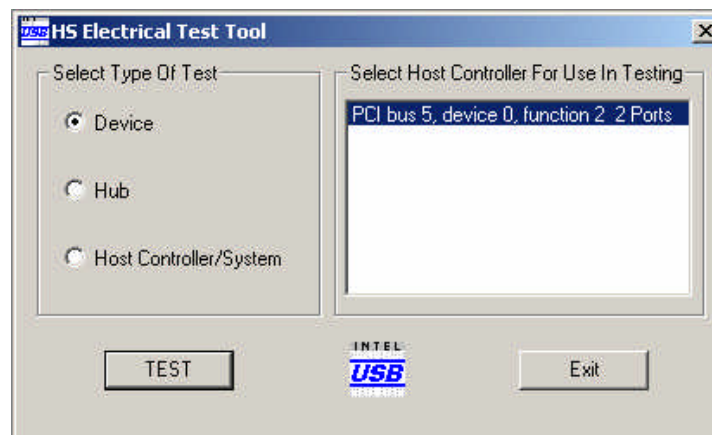 USB HS Electrical Test Tool
Select Type Of Test
Device
Hub
Host Controller/System
Select Host Controller For Use In Testing
PCI bus 5, device 0, function 2 2 Ports
TEST
INTEL
USB
Exit